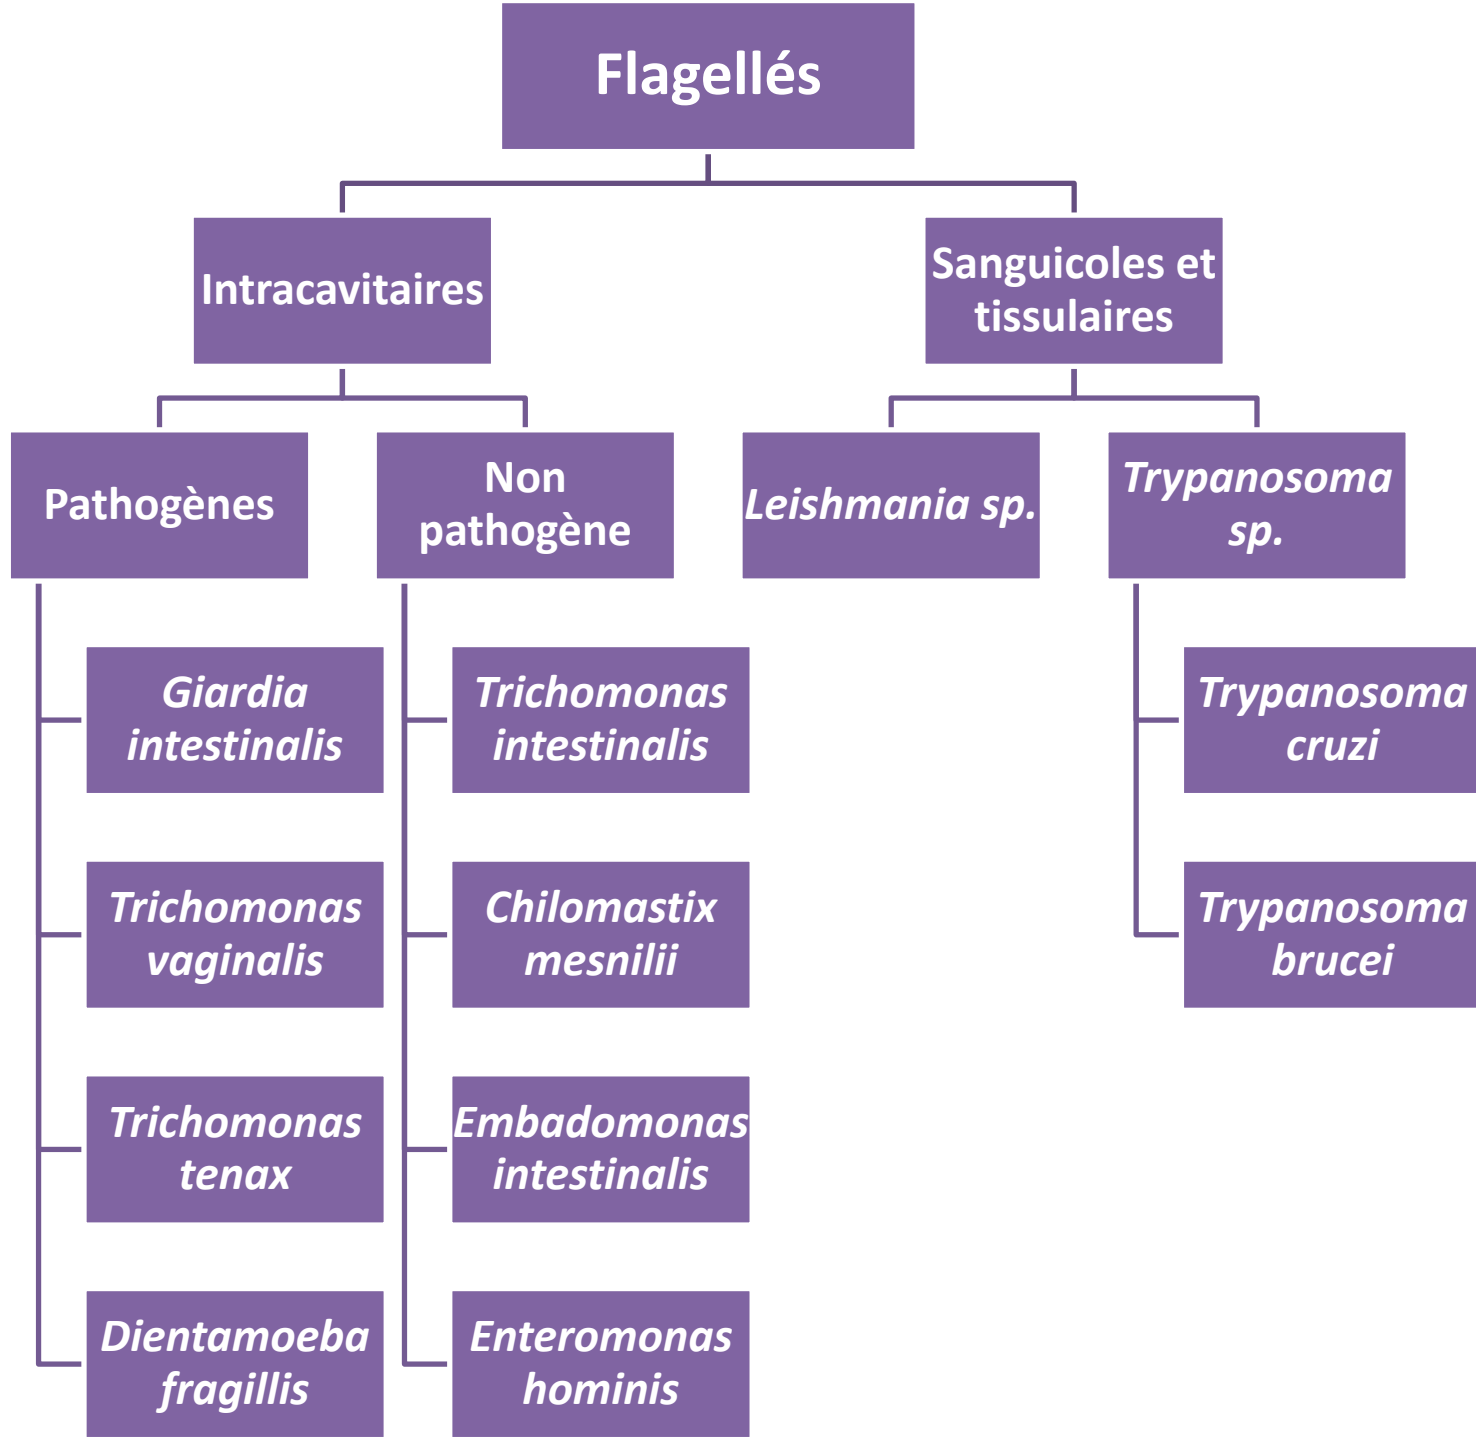 Flagellés
Intracavitaires
Sanguicoles et
tissulaires
Pathogènes
Non
pathogène
Leishmania sp.
Trypanosoma
sp.
Giardia
intestinalis
Trichomonas
intestinalis
Trypanosoma
cruzi
Trichomonas
vaginalis
Chilomastix
mesnilii
Trypanosoma
brucei
Trichomonas
tenax
Embadomonas
intestinalis
Dientamoeba
fragillis
Enteromonas
hominis